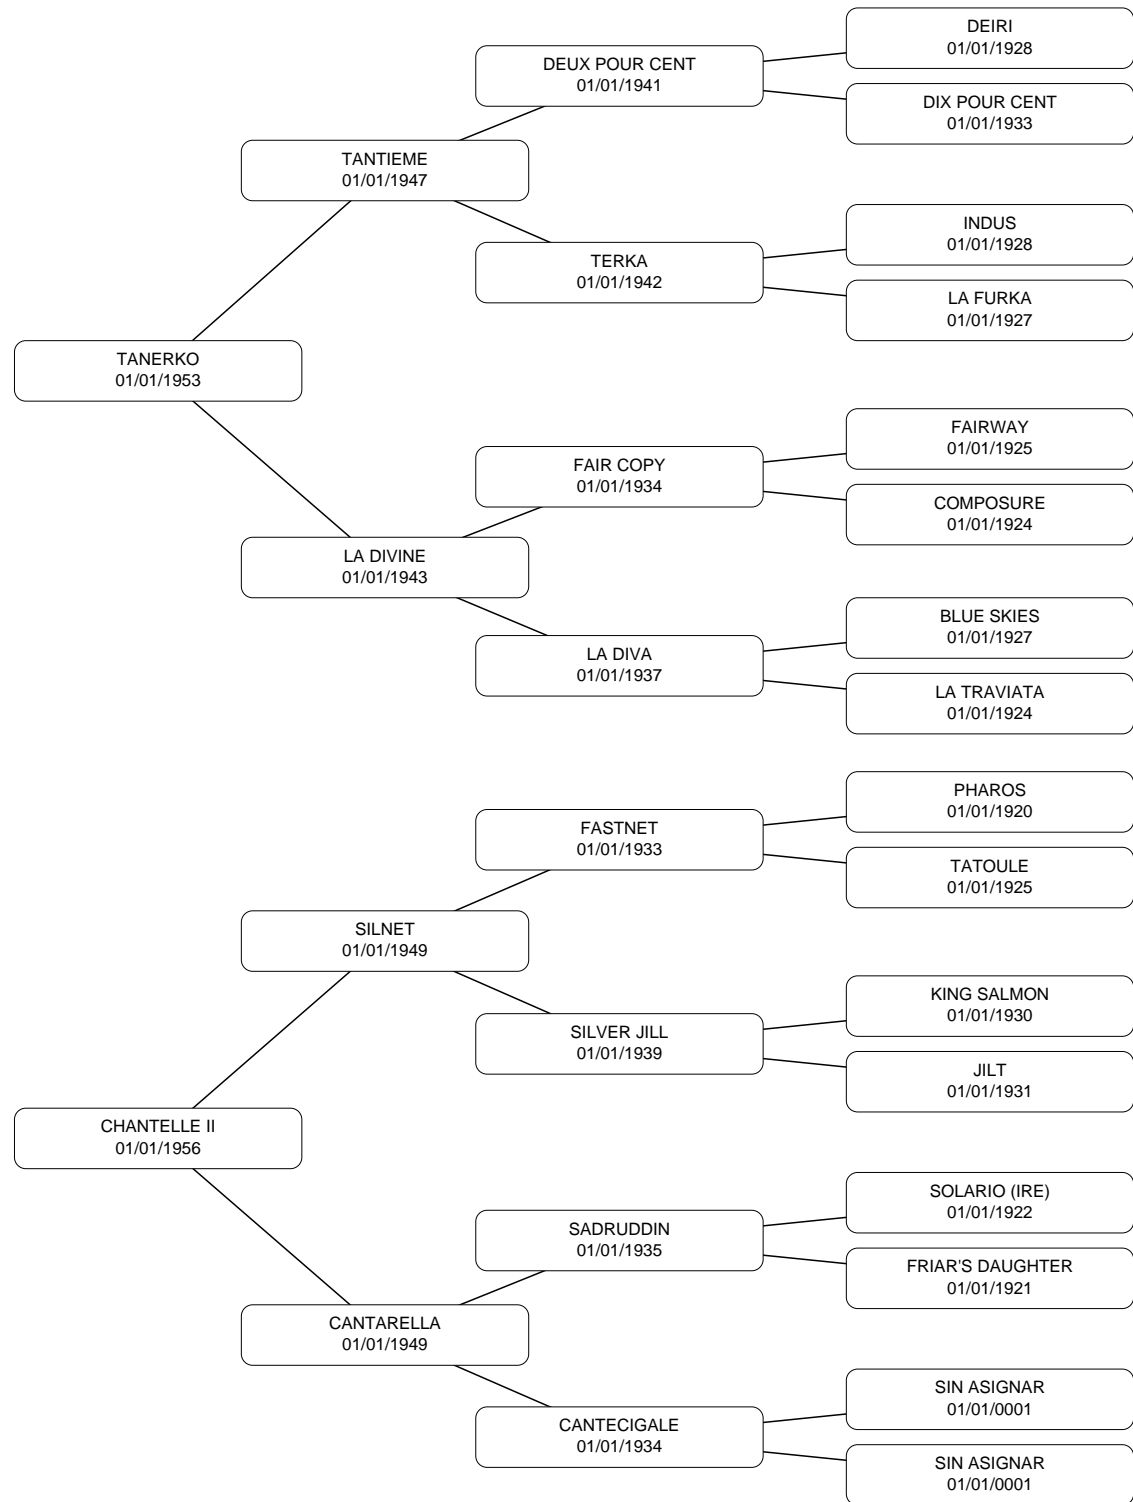 DEIRI
01/01/1928
DEUX POUR CENT
01/01/1941
DIX POUR CENT
01/01/1933
TANTIEME
01/01/1947
INDUS
01/01/1928
TERKA
01/01/1942
LA FURKA
01/01/1927
TANERKO
01/01/1953
FAIRWAY
01/01/1925
FAIR COPY
01/01/1934
COMPOSURE
01/01/1924
LA DIVINE
01/01/1943
BLUE SKIES
01/01/1927
LA DIVA
01/01/1937
LA TRAVIATA
01/01/1924
PHAROS
01/01/1920
FASTNET
01/01/1933
TATOULE
01/01/1925
SILNET
01/01/1949
KING SALMON
01/01/1930
SILVER JILL
01/01/1939
JILT
01/01/1931
CHANTELLE II
01/01/1956
SOLARIO (IRE)
01/01/1922
SADRUDDIN
01/01/1935
FRIAR'S DAUGHTER
01/01/1921
CANTARELLA
01/01/1949
SIN ASIGNAR
01/01/0001
CANTECIGALE
01/01/1934
SIN ASIGNAR
01/01/0001